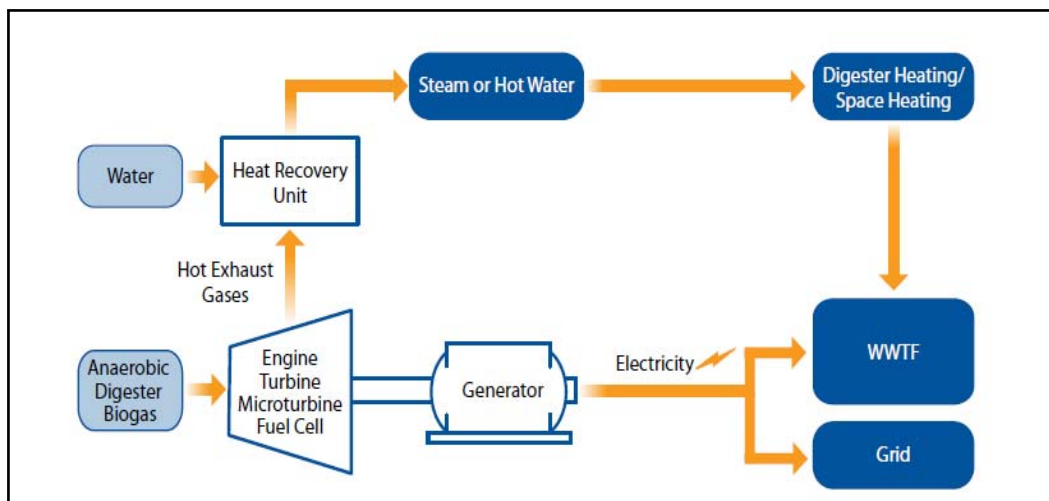 Steam or Hot Water
Digester Heating/
Space Heating
Water
Heat Recovery
Unit
Hot Exhaust
Gases
Anaerobic
Digester
Biogas
Engine
Turbine
Microturbine
Fuel Cell
Generator
Electricity
WWTF
Grid